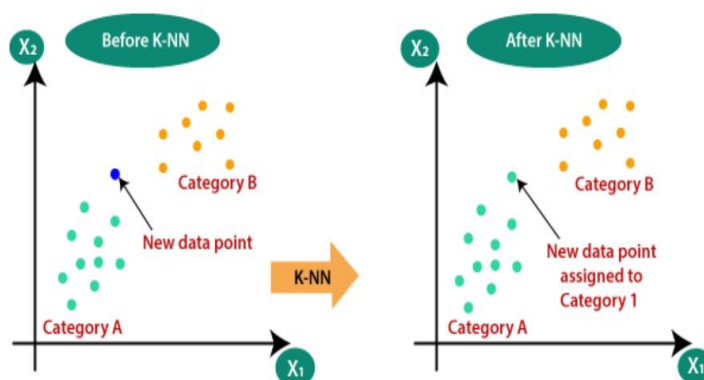 X₂
Before K-NN
Category B
New data point
Category A
X₁
K-NN
X₂
After K-NN
Category B
New data point
assigned to
Category 1
Category A
X₁